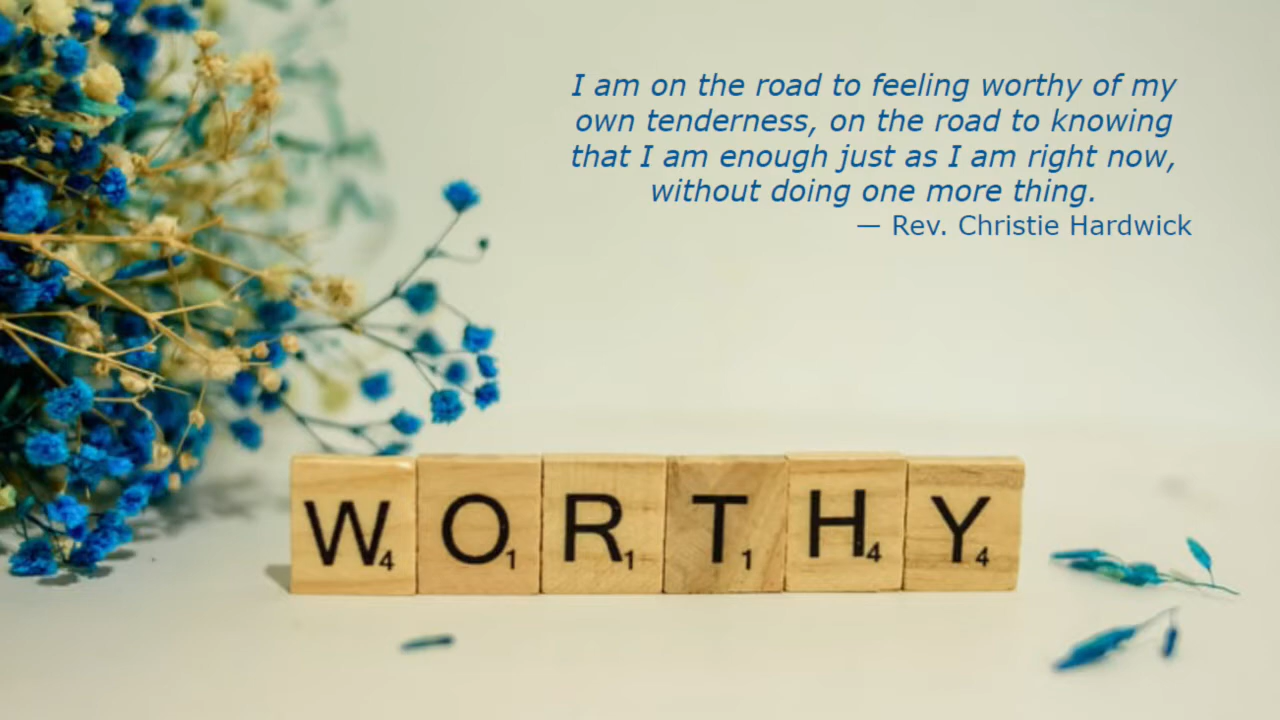 I am on the road to feeling worthy of my
own tenderness, on the road to knowing
that I am enough just as I am right now,
without doing one more thing.
— Rev. Christie Hardwick
W4 O1 R1 T1 H4 Y4